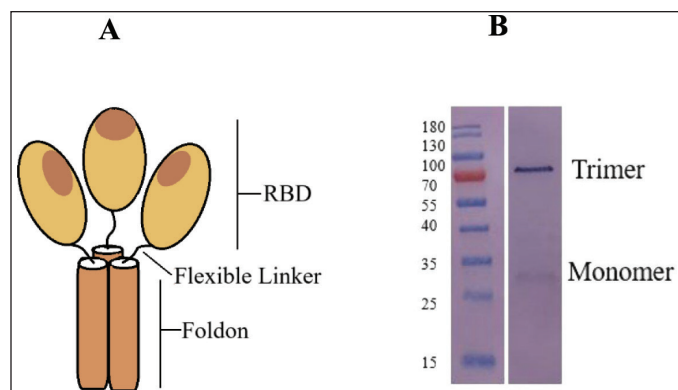 A
B
RBD
Flexible Linker
Foldon
180
130
100
70
55
40
35
25
15
Trimer
Monomer